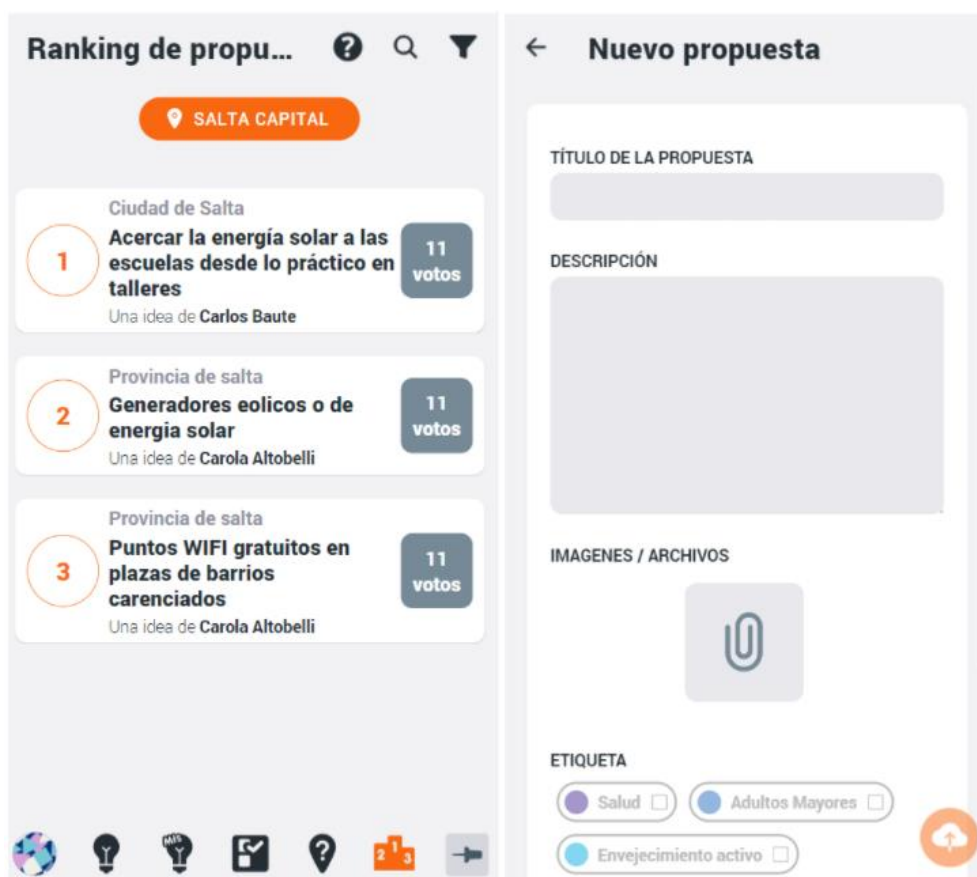 Ranking de propu...
SALTA CAPITAL
1
Ciudad de Salta
Acercar la energía solar a las
escuelas desde lo práctico en
talleres
Una idea de Carlos Baute
11
votos
2
Provincia de salta
Generadores eolicos o de
energia solar
Una idea de Carola Altobelli
11
votos
3
Provincia de salta
Puntos WIFI gratuitos en
plazas de barrios
carenciados
Una idea de Carola Altobelli
11
votos
MIS
2 1 3
Nuevo propuesta
TÍTULO DE LA PROPUESTA
DESCRIPCIÓN
IMAGENES / ARCHIVOS
ETIQUETA
Salud
Adultos Mayores
Envejecimiento activo